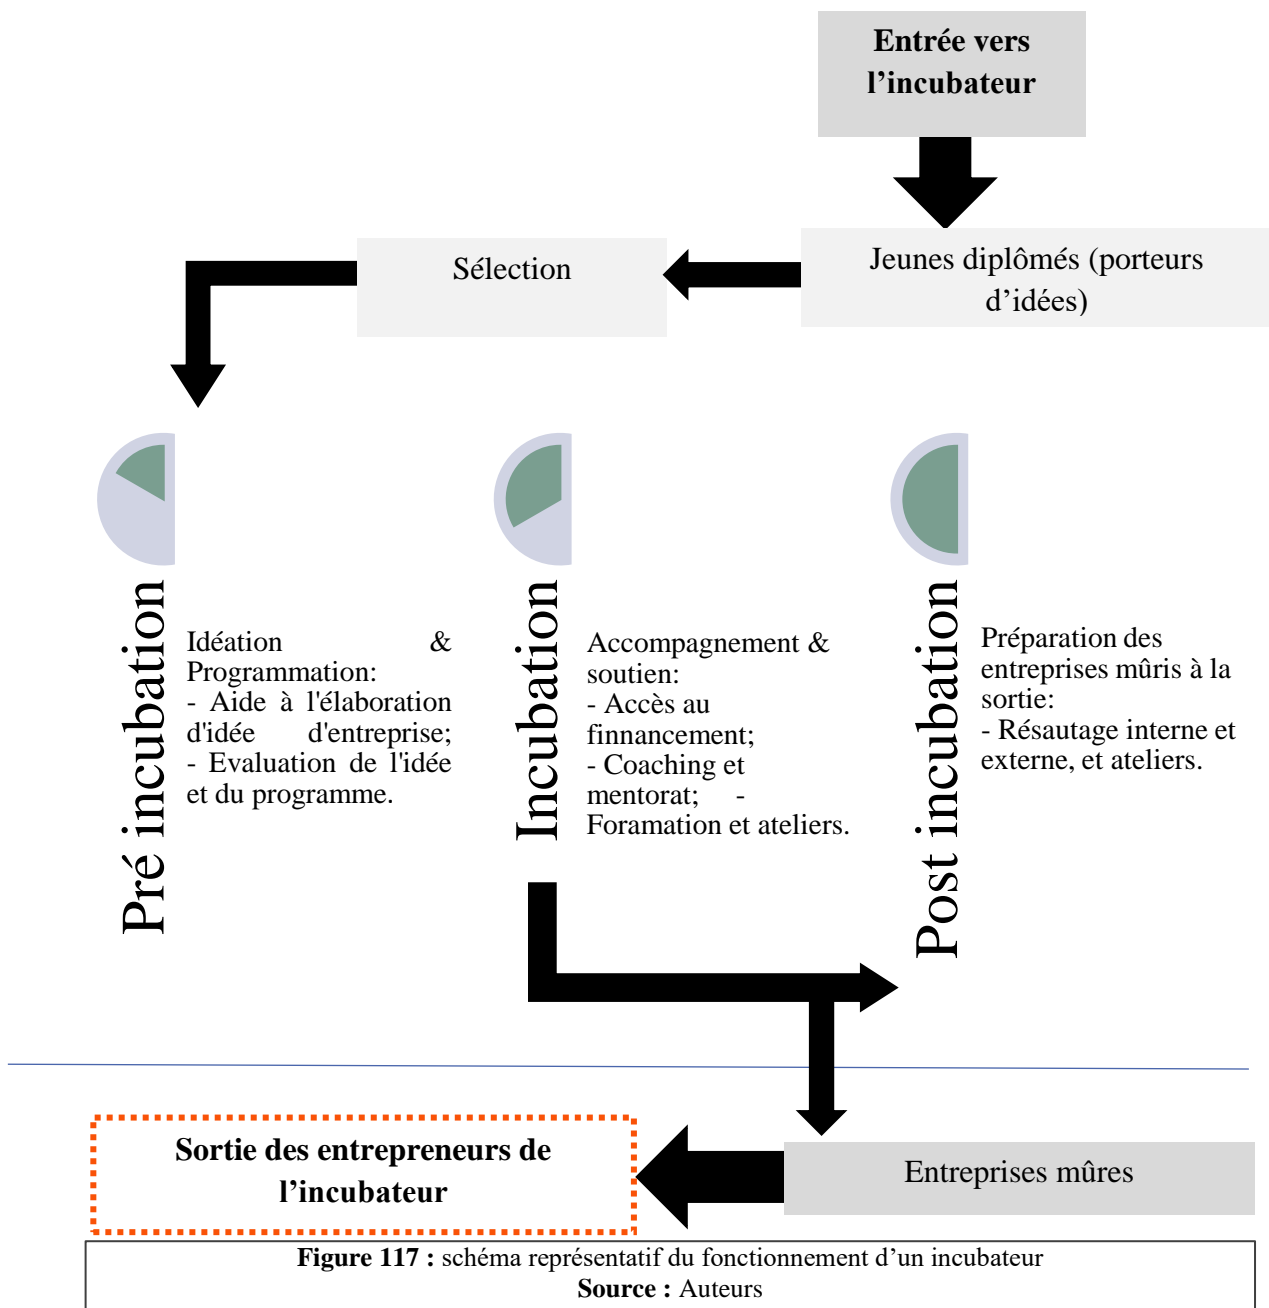 Entrée vers
l’incubateur
Jeunes diplômés (porteurs
d’idées)
Sélection
Pré incubation
Idéation &
Programmation:
- Aide à l'élaboration
d'idée d'entreprise;
- Evaluation de l'idée
et du programme.
Incubation
Accompagnement &
soutien:
- Accès au
finnancement;
- Coaching et
mentorat; -
Foramation et ateliers.
Post incubation
Préparation des
entreprises mûris à la
sortie:
- Résautage interne et
externe, et ateliers.
Entreprises mûres
Sortie des entrepreneurs de
l’incubateur
Figure 117 : schéma représentatif du fonctionnement d’un incubateur
Source : Auteurs